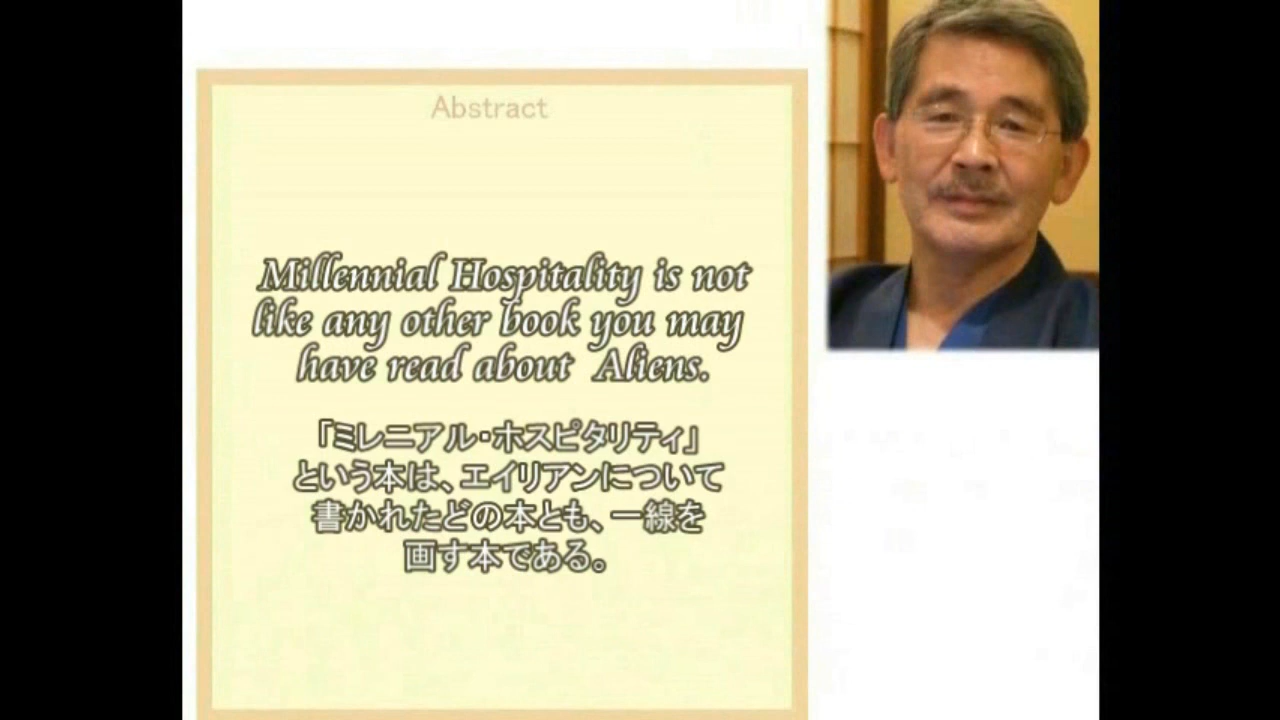 Abstract
Millennial Hospitality is not
like any other book you may
have read about Aliens.
「ミレニアル・ホスピタリティ」
という本は、エイリアンについて
書かれたどの本とも、一線を
画す本である。